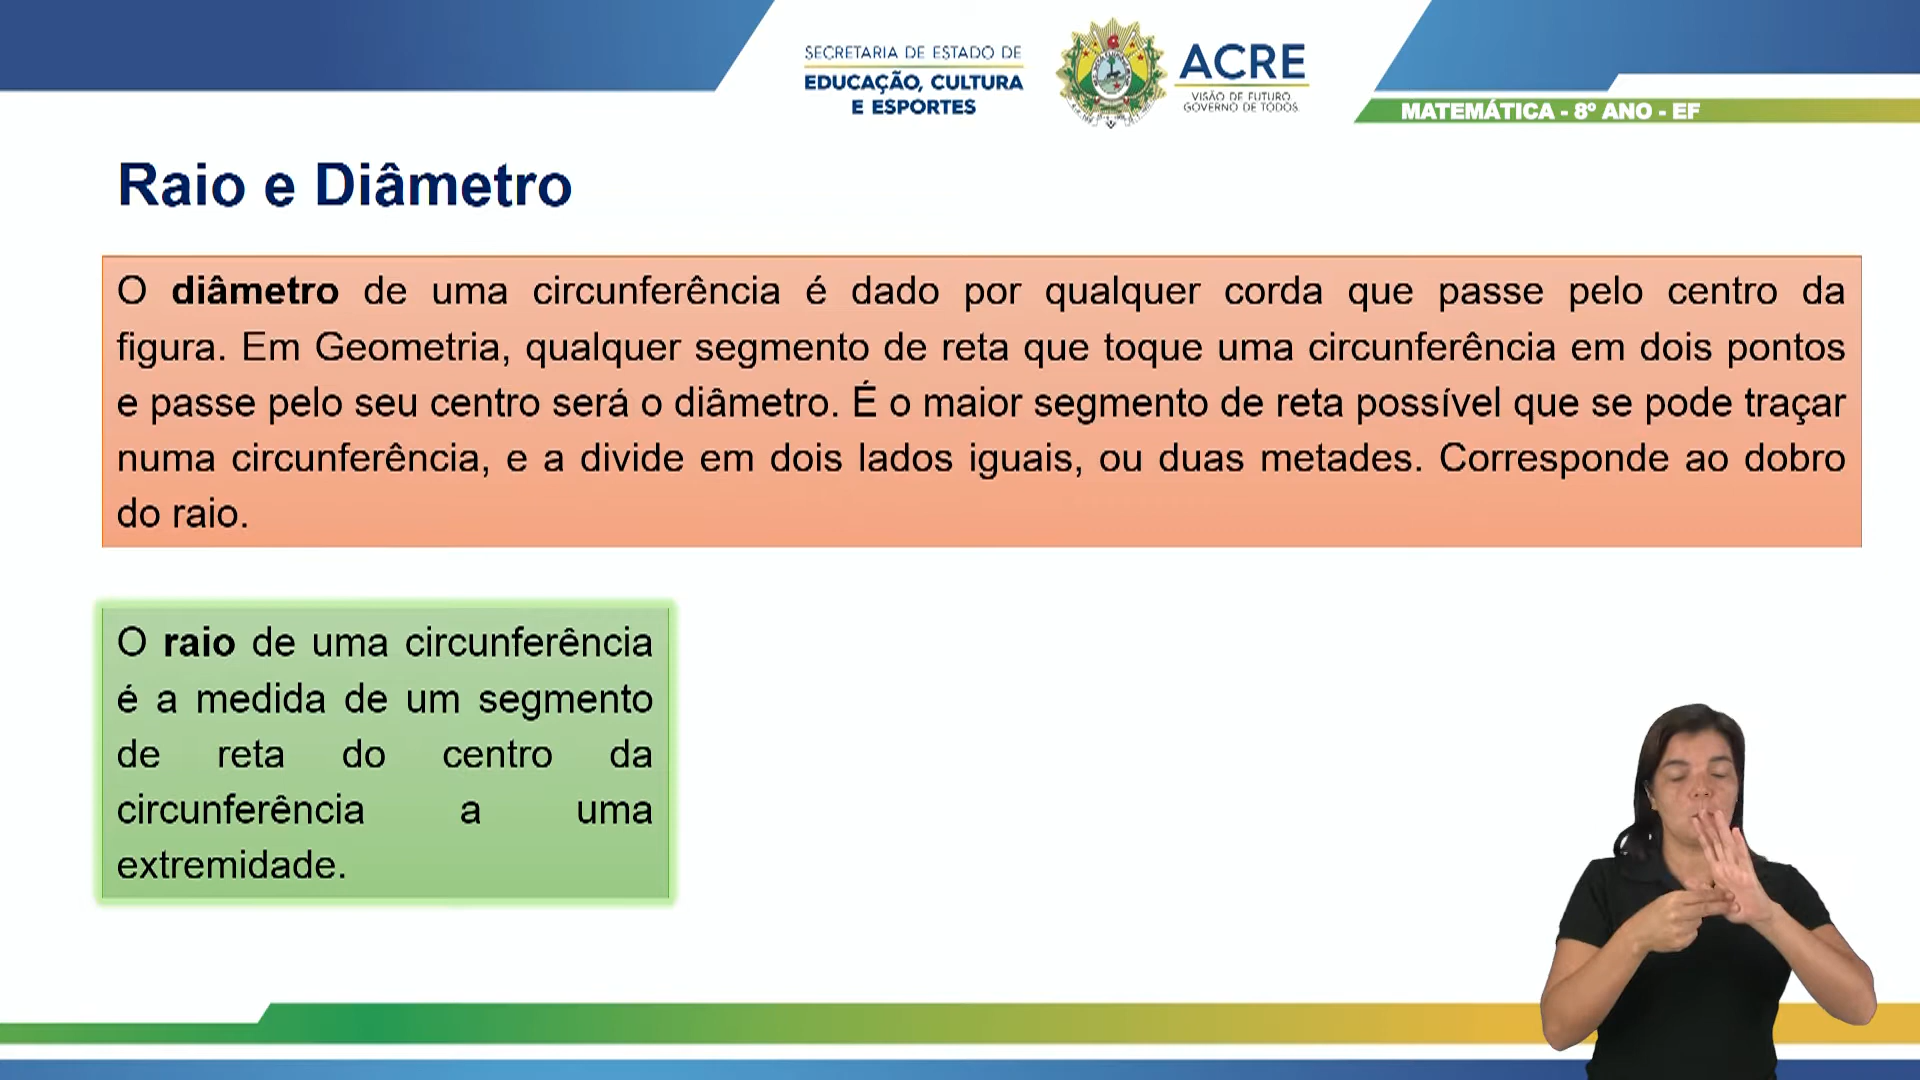 SECRETARIA DE ESTADO DE
EDUCAÇÃO, CULTURA
E ESPORTES
ACRE
VISÃO DE FUTURO
GOVERNO DE TODOS
MATEMÁTICA - 8º ANO - EF
Raio e Diâmetro
O diâmetro de uma circunferência é dado por qualquer corda que passe pelo centro da
figura. Em Geometria, qualquer segmento de reta que toque uma circunferência em dois pontos
e passe pelo seu centro será o diâmetro. É o maior segmento de reta possível que se pode traçar
numa circunferência, e a divide em dois lados iguais, ou duas metades. Corresponde ao dobro
do raio.
O raio de uma circunferência
é a medida de um segmento
de reta do centro da
circunferência a uma
extremidade.